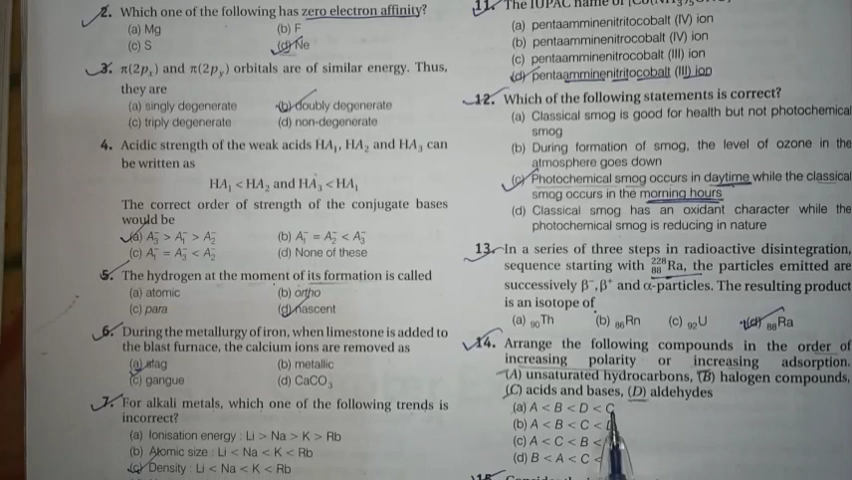 2. Which one of the following has zero electron affinity?
(a) Mg (b) F
(c) S (d) Ne
3. π(2pₓ) and π(2pᵧ) orbitals are of similar energy. Thus,
they are
(a) singly degenerate (b) doubly degenerate
(c) triply degenerate (d) non-degenerate
4. Acidic strength of the weak acids HA₁, HA₂ and HA₃ can
be written as
HA₁ < HA₂ and HA₃ < HA₁
The correct order of strength of the conjugate bases
would be
(a) A₃⁻ > A₁⁻ > A₂⁻ (b) A₁⁻ = A₂⁻ < A₃⁻
(c) A₁⁻ = A₃⁻ < A₂⁻ (d) None of these
5. The hydrogen at the moment of its formation is called
(a) atomic (b) ortho
(c) para (d) nascent
6. During the metallurgy of iron, when limestone is added to
the blast furnace, the calcium ions are removed as
(a) slag (b) metallic
(c) gangue (d) CaCO₃
7. For alkali metals, which one of the following trends is
incorrect?
(a) Ionisation energy : Li > Na > K > Rb
(b) Atomic size : Li < Na < K < Rb
(c) Density : Li < Na < K < Rb
11. The IUPAC name of
(a) pentaamminenitritocobalt (IV) ion
(b) pentaamminenitrocobalt (IV) ion
(c) pentaamminenitrocobalt (III) ion
(d) pentaamminenitritocobalt (III) ion
12. Which of the following statements is correct?
(a) Classical smog is good for health but not photochemical
smog
(b) During formation of smog, the level of ozone in the
atmosphere goes down
(c) Photochemical smog occurs in daytime while the classical
smog occurs in the morning hours
(d) Classical smog has an oxidant character while the
photochemical smog is reducing in nature
13. In a series of three steps in radioactive disintegration,
sequence starting with ²²⁸₈₈Ra, the particles emitted are
successively β⁻, β⁺ and α-particles. The resulting product
is an isotope of
(a) ₉₀Th (b) ₈₆Rn (c) ₉₂U (d) ₈₈Ra
14. Arrange the following compounds in the order of
increasing polarity or increasing adsorption.
(A) unsaturated hydrocarbons, (B) halogen compounds,
(C) acids and bases, (D) aldehydes
(a) A < B < D < C
(b) A < B < C <
(c) A < C < B <
(d) B < A < C <
15.